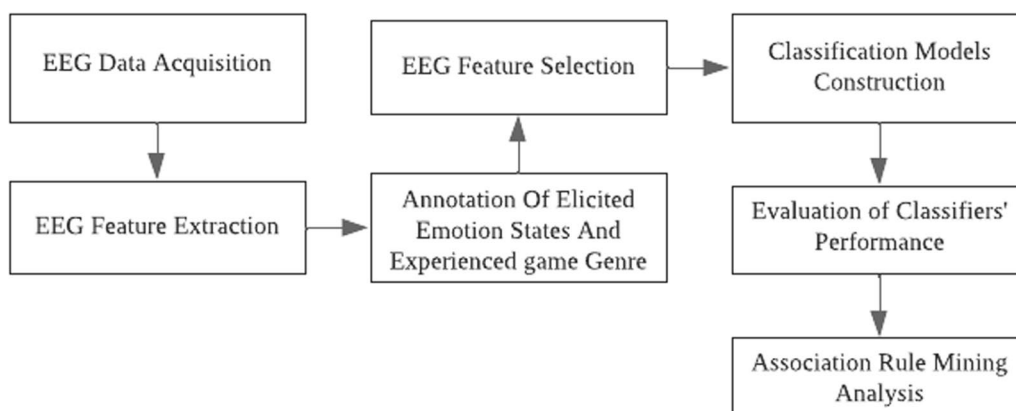 EEG Data Acquisition
EEG Feature Extraction
Annotation Of Elicited
Emotion States And
Experienced game Genre
EEG Feature Selection
Classification Models
Construction
Evaluation of Classifiers'
Performance
Association Rule Mining
Analysis